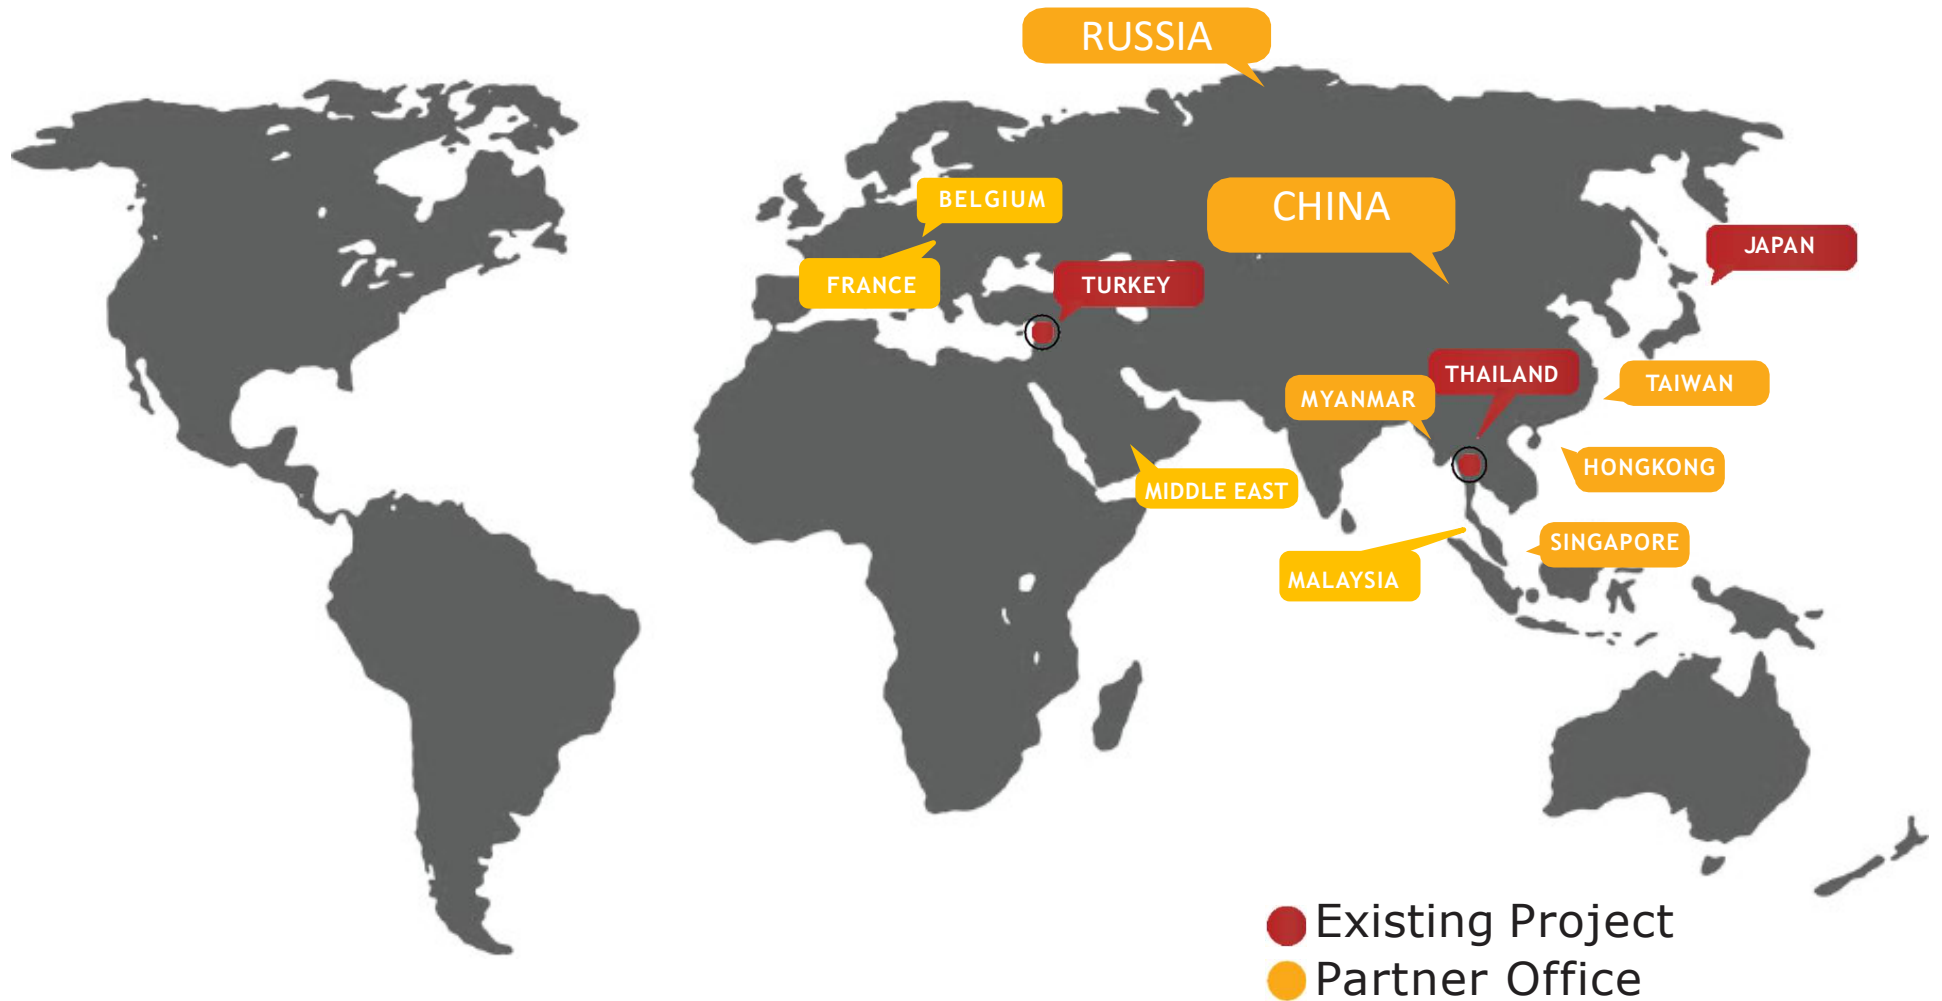 RUSSIA
BELGIUM
CHINA
JAPAN
FRANCE
TURKEY
THAILAND
TAIWAN
MYANMAR
HONGKONG
MIDDLE EAST
SINGAPORE
MALAYSIA
Existing Project
Partner Office